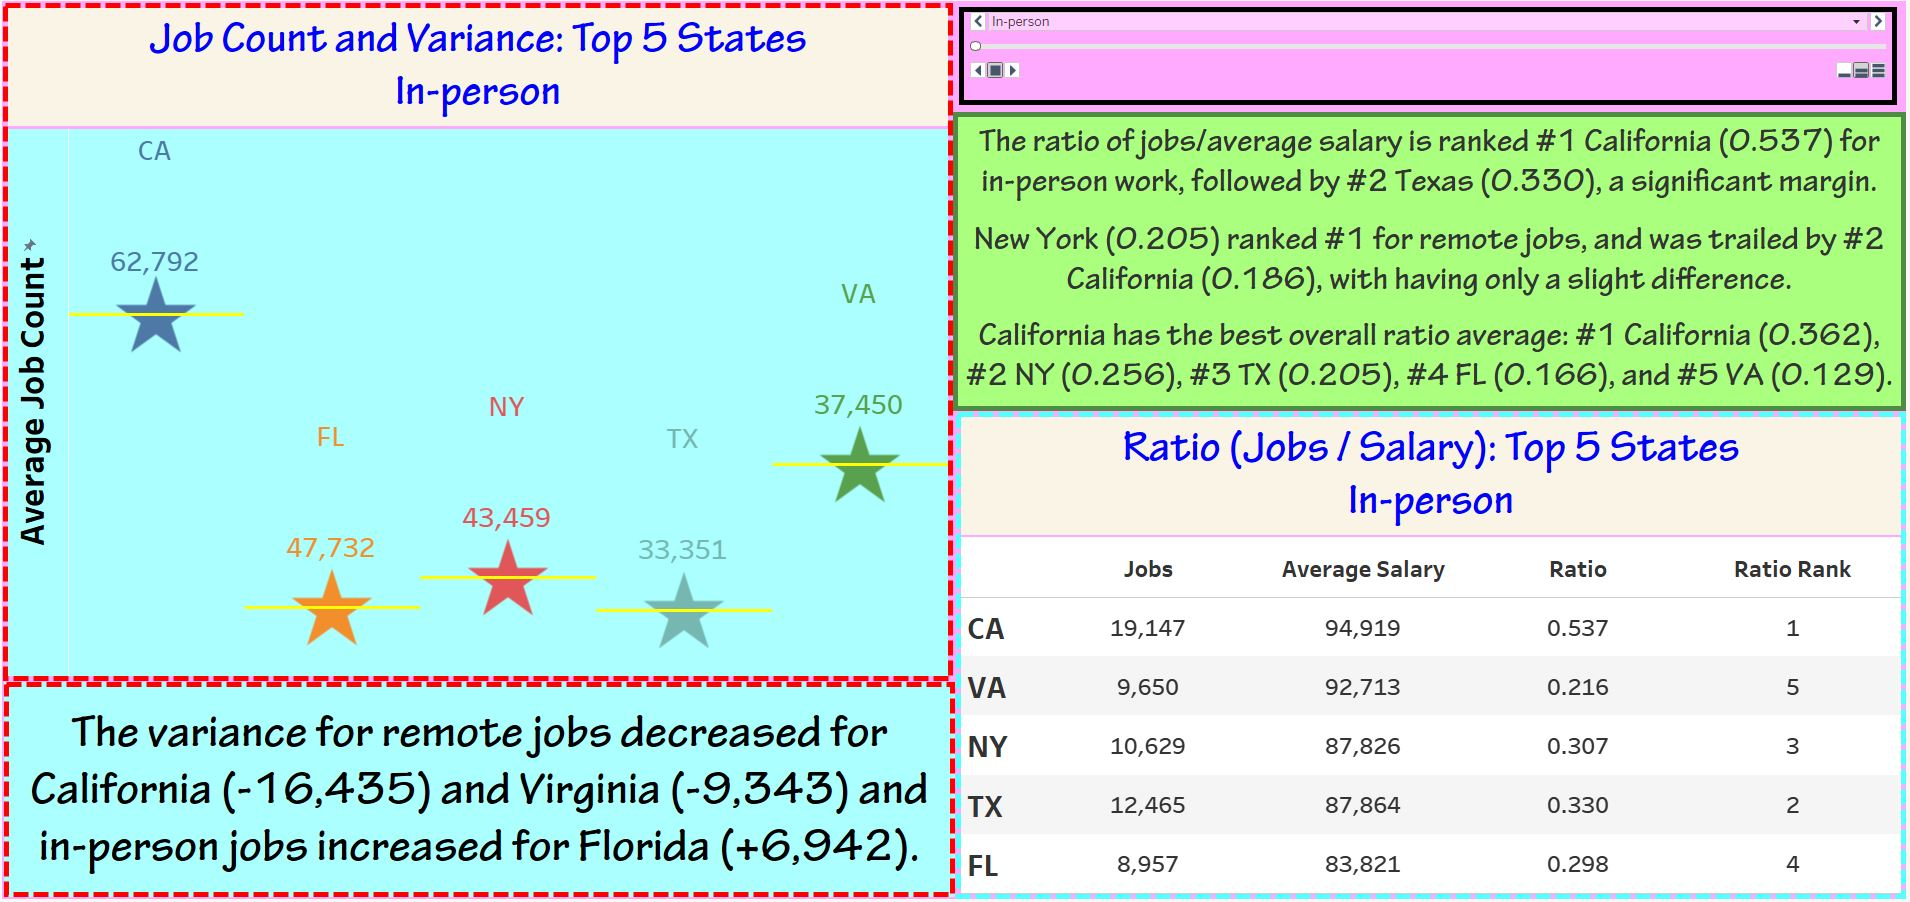 Job Count and Variance: Top 5 States
In-person
Average Job Count
CA
62,792
FL
47,732
NY
43,459
TX
33,351
VA
37,450
The variance for remote jobs decreased for
California (-16,435) and Virginia (-9,343) and
in-person jobs increased for Florida (+6,942).
In-person
The ratio of jobs/average salary is ranked #1 California (0.537) for
in-person work, followed by #2 Texas (0.330), a significant margin.
New York (0.205) ranked #1 for remote jobs, and was trailed by #2
California (0.186), with having only a slight difference.
California has the best overall ratio average: #1 California (0.362),
#2 NY (0.256), #3 TX (0.205), #4 FL (0.166), and #5 VA (0.129).
Ratio (Jobs / Salary): Top 5 States
In-person
Jobs Average Salary Ratio Ratio Rank
CA 19,147 94,919 0.537 1
VA 9,650 92,713 0.216 5
NY 10,629 87,826 0.307 3
TX 12,465 87,864 0.330 2
FL 8,957 83,821 0.298 4